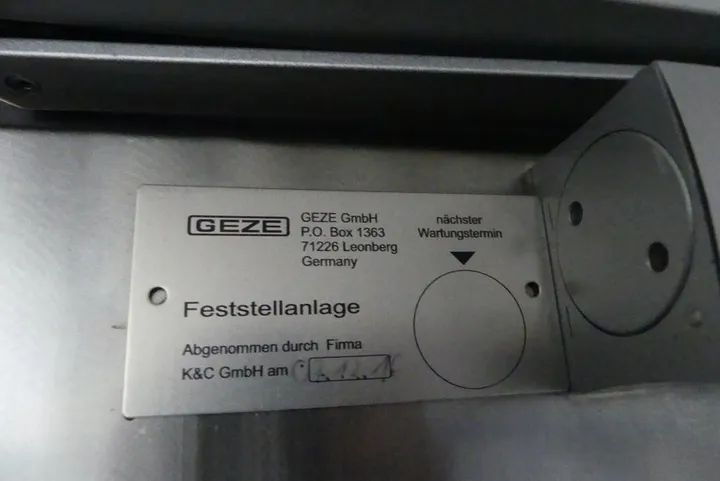 GEZE
GEZE GmbH
P.O. Box 1363
71226 Leonberg
Germany
nächster
Wartungstermin
Feststellanlage
Abgenommen durch Firma
K&C GmbH am